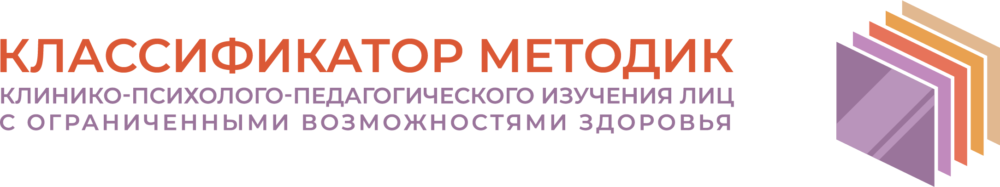 КЛАССИФИКАТОР МЕТОДИК
КЛИНИКО-ПСИХОЛОГО-ПЕДАГОГИЧЕСКОГО ИЗУЧЕНИЯ ЛИЦ
С ОГРАНИЧЕННЫМИ ВОЗМОЖНОСТЯМИ ЗДОРОВЬЯ